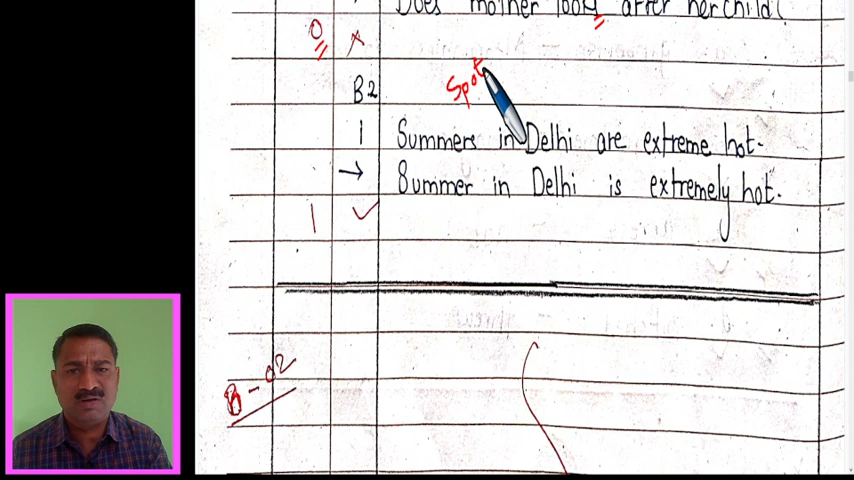 Does mother looks after her child?
0 x
Spot
B2
1 Summers in Delhi are extreme hot.
→ Summer in Delhi is extremely hot.
1 ✓
B-02